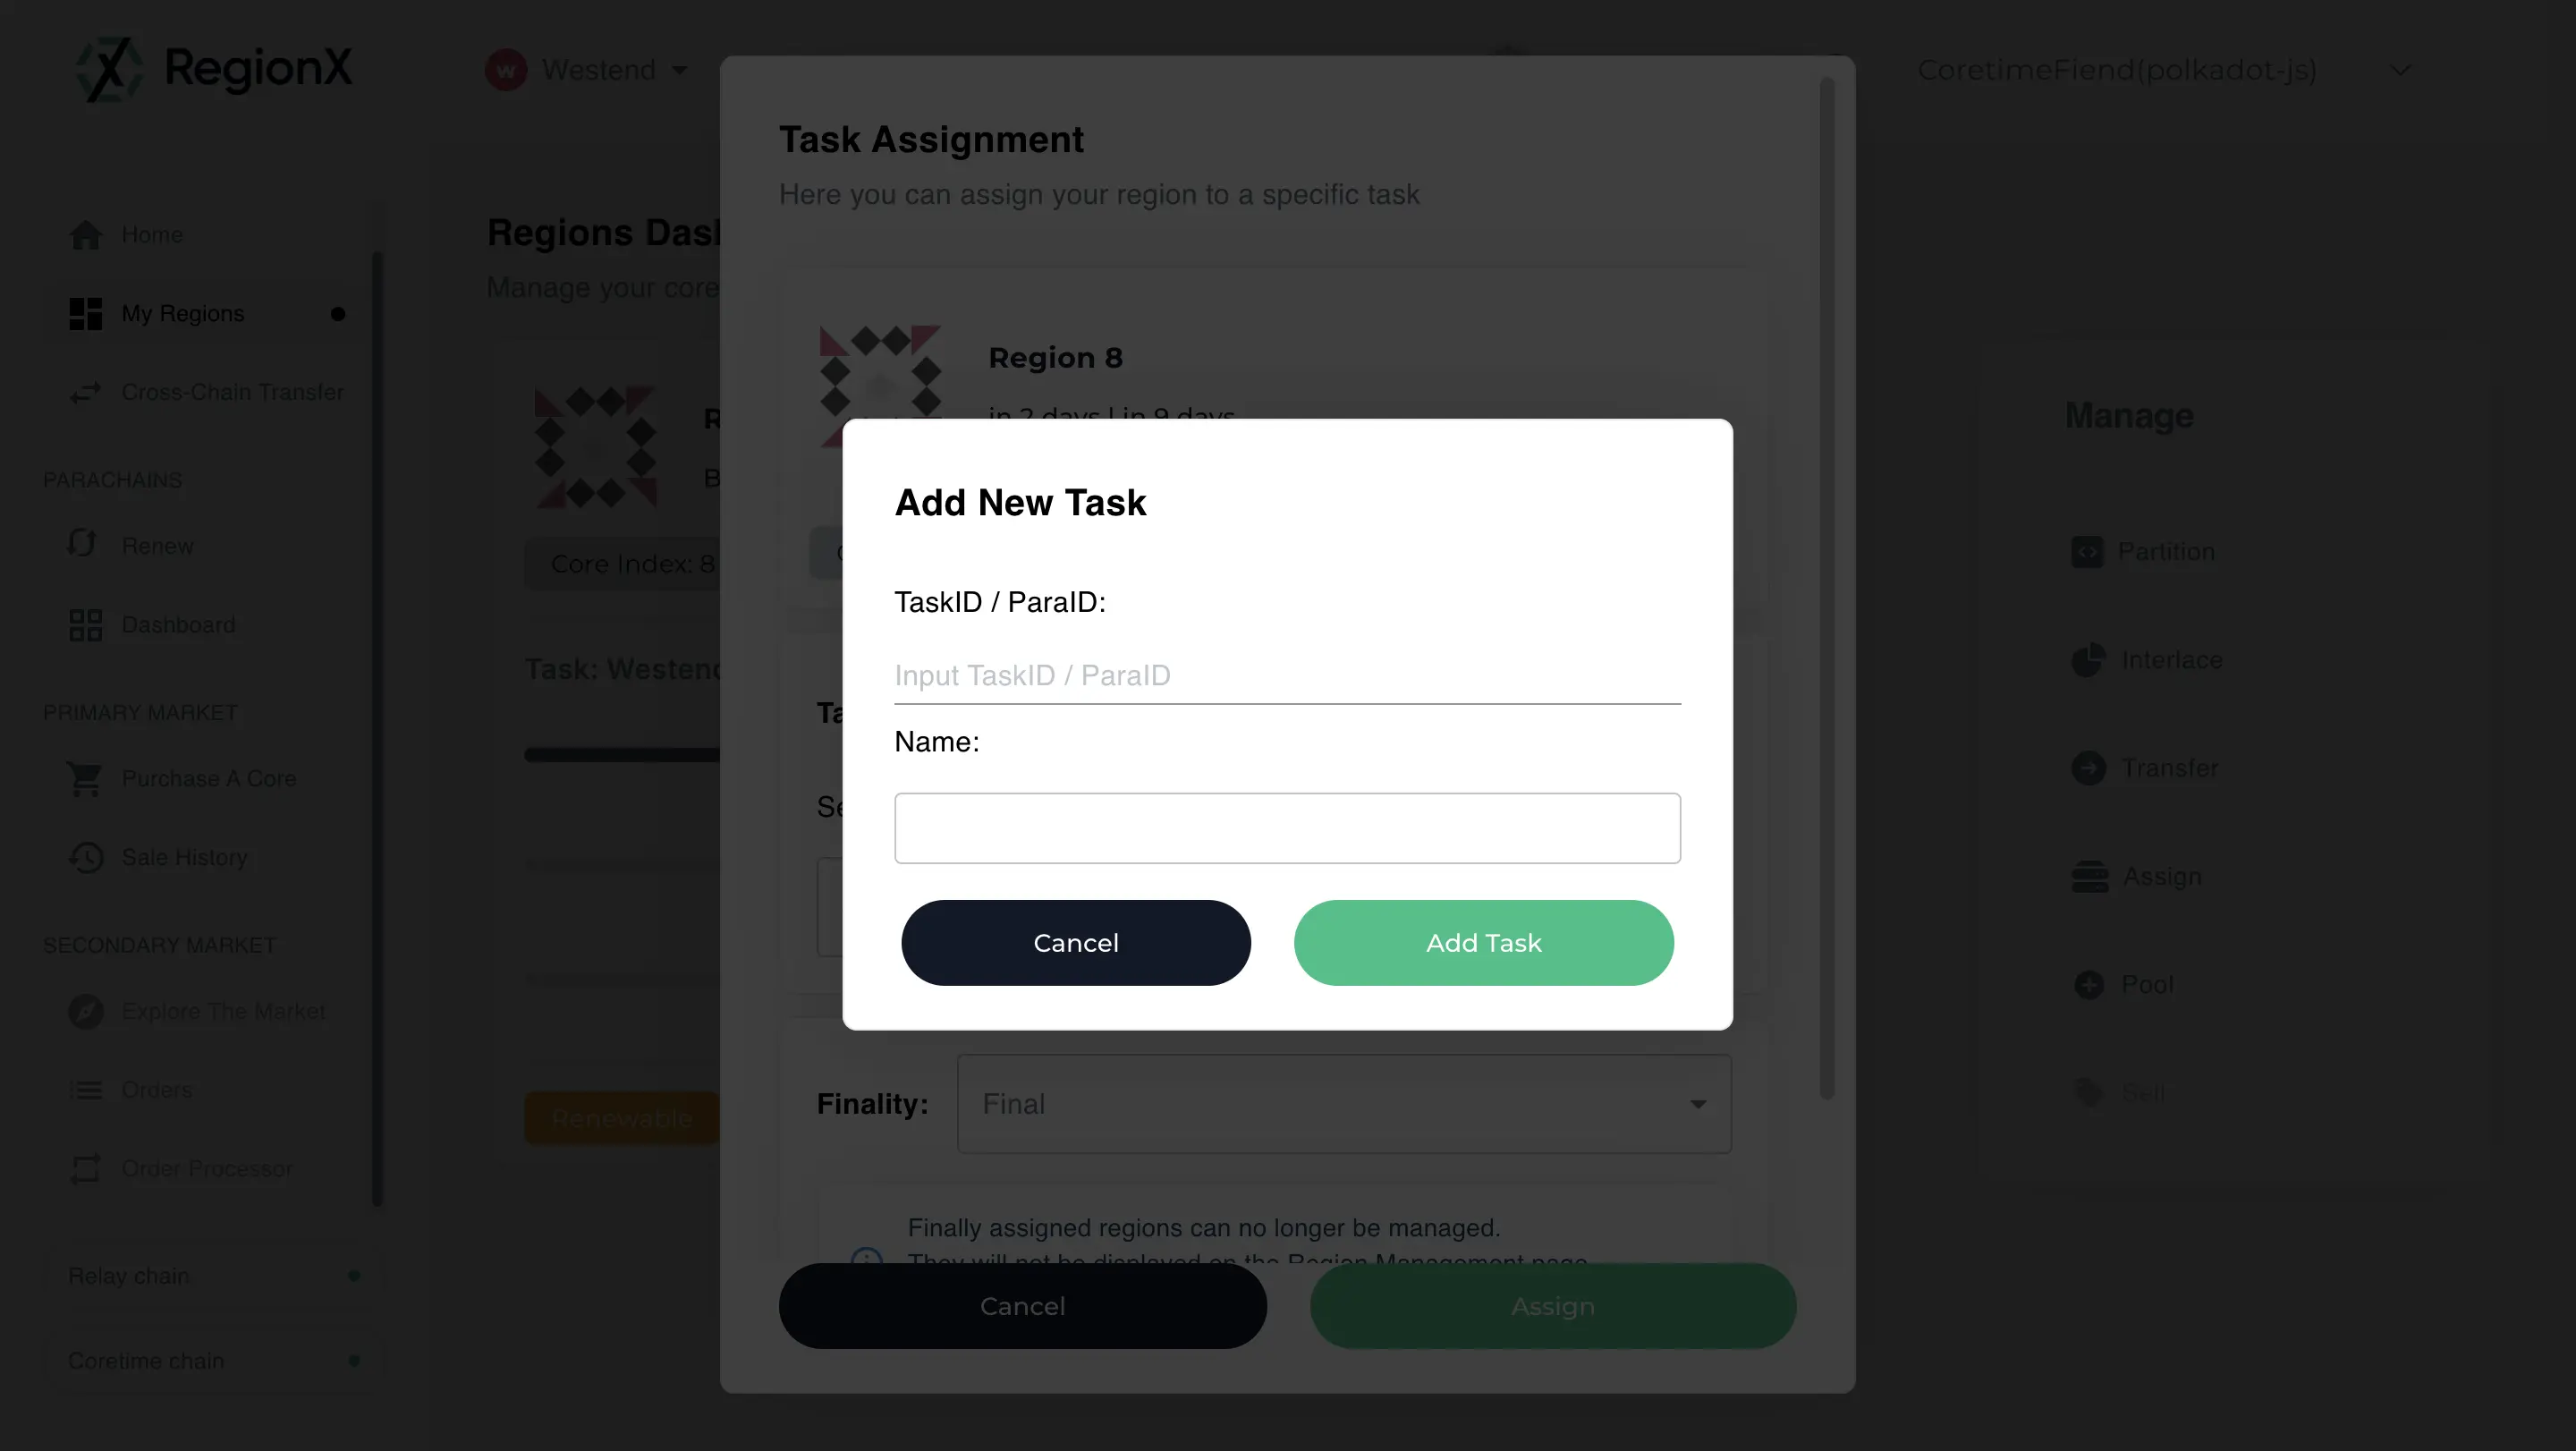 RegionX
w
Westend
CoretimeFiend(polkadot-js)
Home
My Regions
Cross-Chain Transfer
PARACHAINS
Renew
Dashboard
PRIMARY MARKET
Purchase A Core
Sale History
SECONDARY MARKET
Explore The Market
Orders
Order Processor
Relay chain
Coretime chain
Regions Das
Manage your core
R
B
Core Index: 8
Task: Westen
Renewable
Task Assignment
Here you can assign your region to a specific task
Region 8
in 2 days | in 9 days
Ta
Se
Add New Task
TaskID / ParaID:
Input TaskID / ParaID
Name:
Cancel
Add Task
Finality:
Final
Finally assigned regions can no longer be managed.
They will not be displayed on the Region Management page
Cancel
Assign
Manage
Partition
Interlace
Transfer
Assign
Pool
Sell